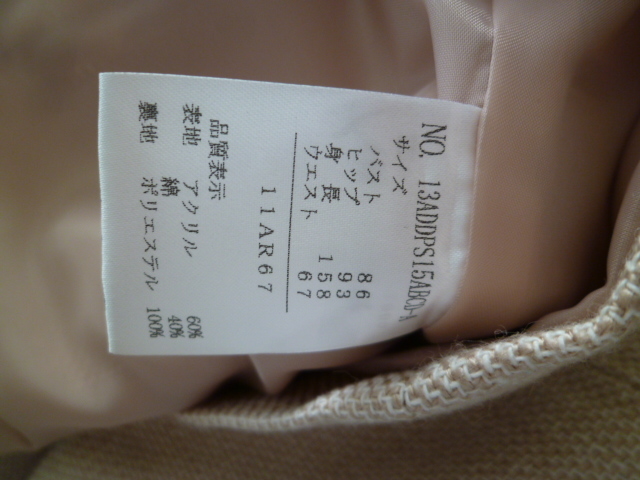 NO. 13ADDPS15ABCI-A
サイズ
バスト 86
ヒップ 93
身長 158
ウエスト 67
11AR67
品質表示
表地 アクリル 60%
綿 40%
裏地 ポリエステル 100%